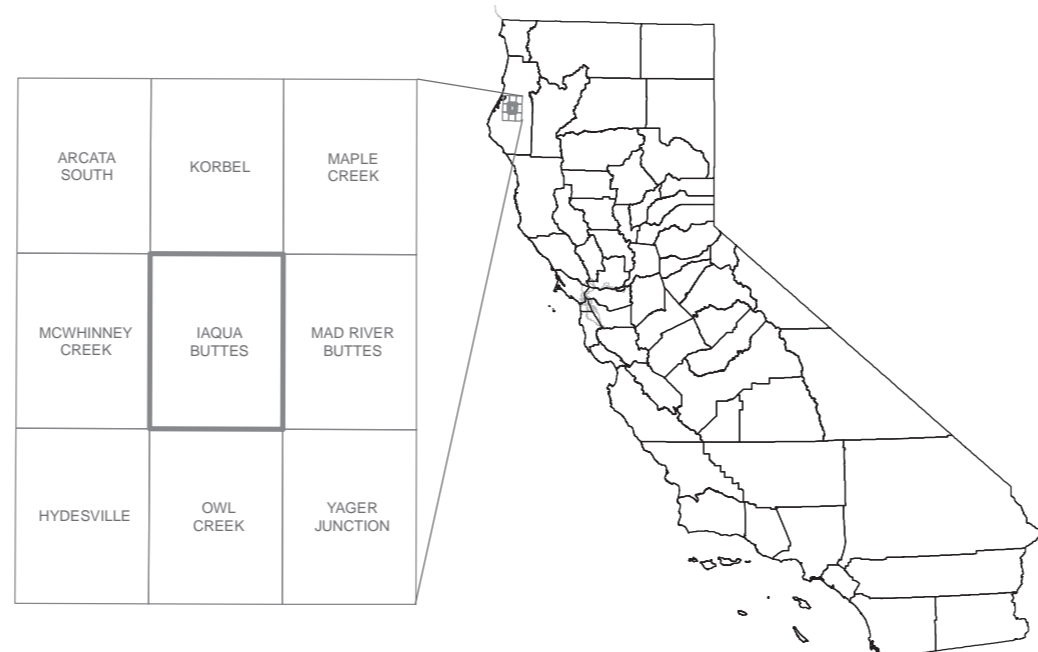 ARCATA
SOUTH
KORBEL
MAPLE
CREEK
MCWHINNEY
CREEK
IAQUA
BUTTES
MAD RIVER
BUTTES
HYDESVILLE
OWL
CREEK
YAGER
JUNCTION